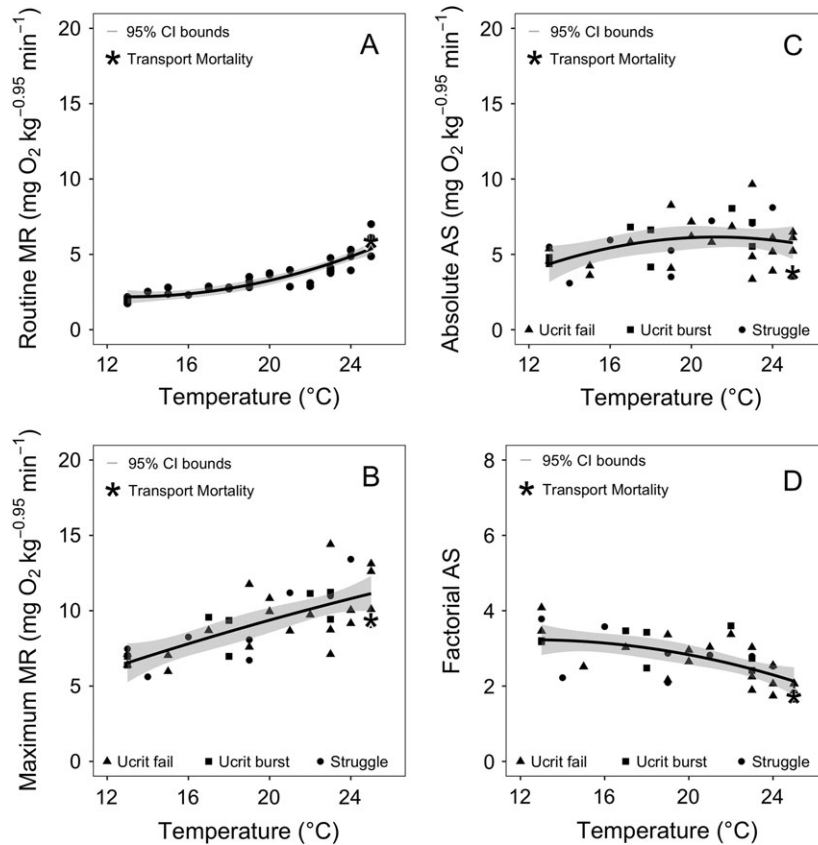 A
95% CI bounds
Transport Mortality
20
15
10
5
0
Routine MR (mg O₂ kg⁻⁰·⁹⁵ min⁻¹)
12 16 20 24
Temperature (°C)
C
95% CI bounds
Transport Mortality
20
15
10
5
0
Absolute AS (mg O₂ kg⁻⁰·⁹⁵ min⁻¹)
Ucrit fail Ucrit burst Struggle
12 16 20 24
Temperature (°C)
95% CI bounds
B
Transport Mortality
20
15
10
5
0
Maximum MR (mg O₂ kg⁻⁰·⁹⁵ min⁻¹)
Ucrit fail Ucrit burst Struggle
12 16 20 24
Temperature (°C)
95% CI bounds
D
Transport Mortality
8
6
4
2
0
Factorial AS
Ucrit fail Ucrit burst Struggle
12 16 20 24
Temperature (°C)